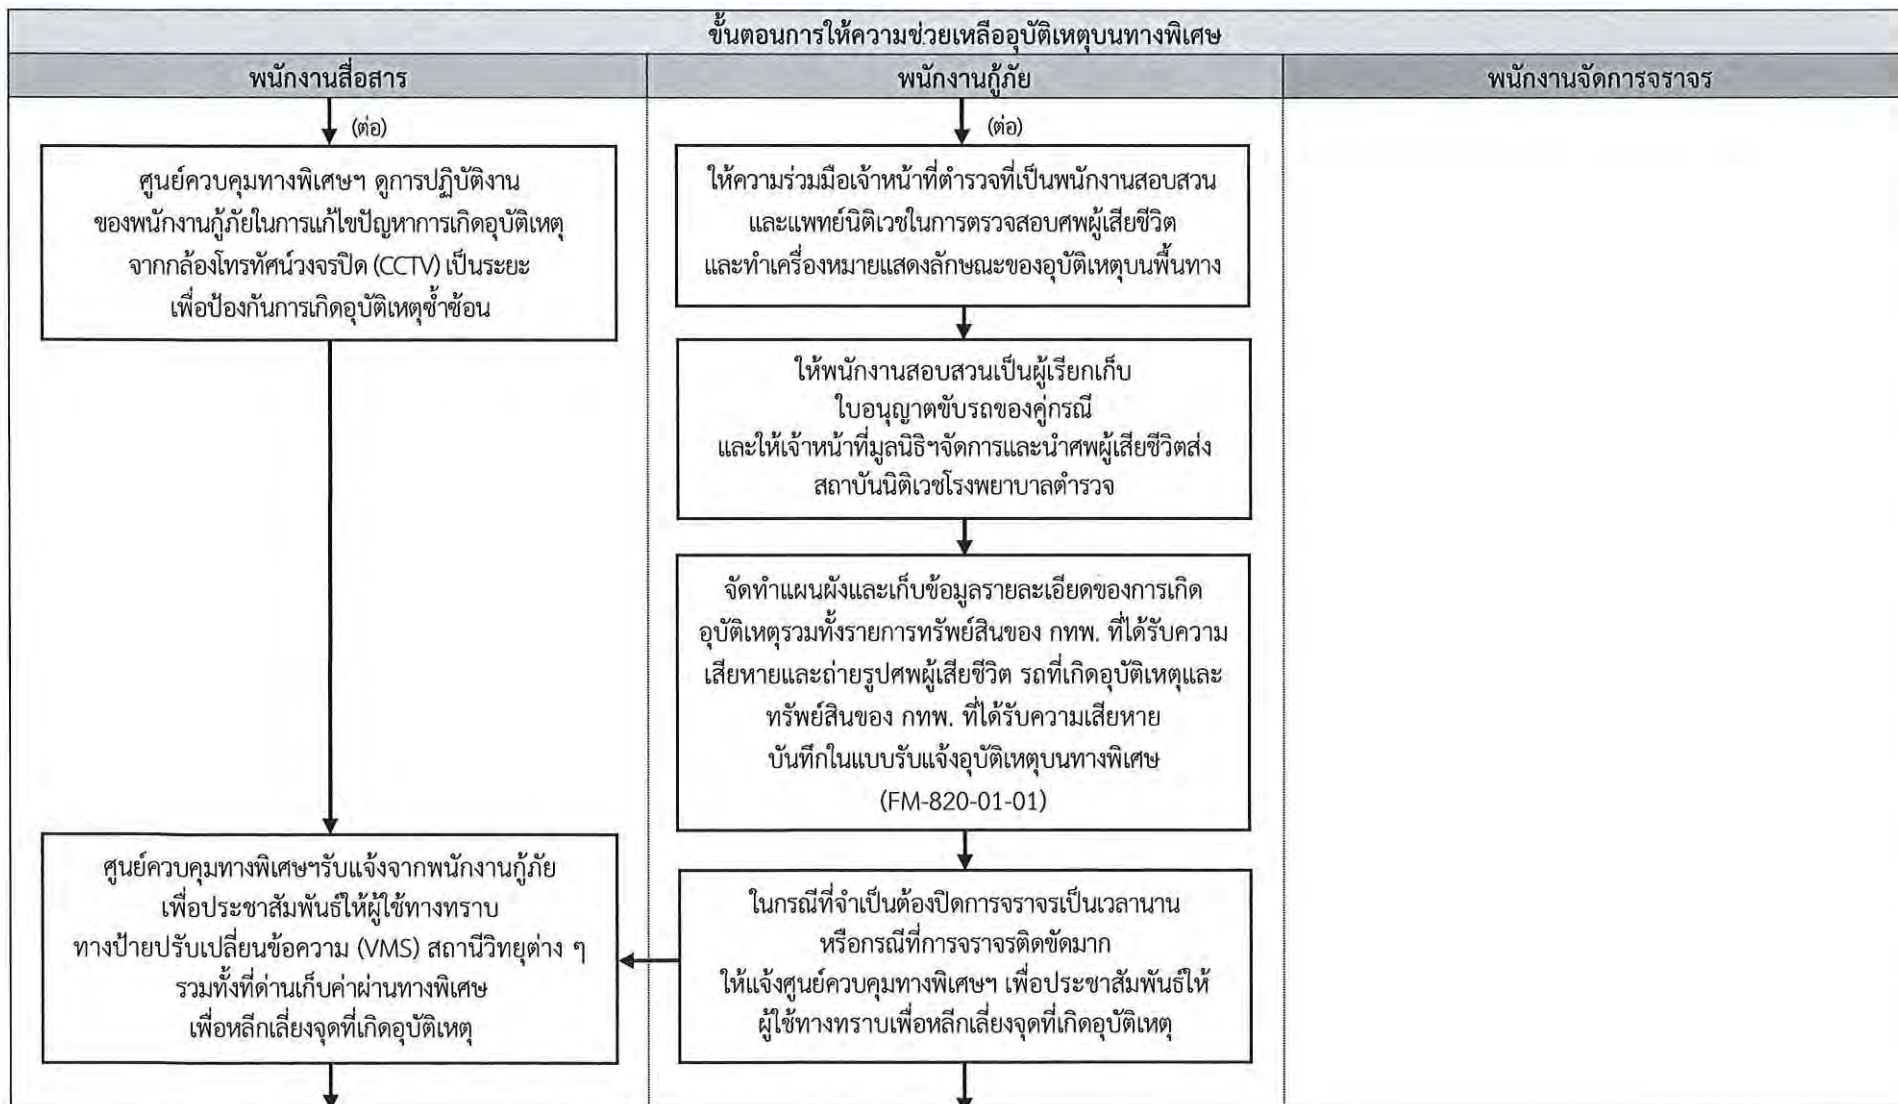 ขั้นตอนการให้ความช่วยเหลืออุบัติเหตุบนทางพิเศษ
พนักงานสื่อสาร
พนักงานกู้ภัย
พนักงานจัดการจราจร
(ต่อ)
ศูนย์ควบคุมทางพิเศษฯ ดูการปฏิบัติงาน
ของพนักงานกู้ภัยในการแก้ไขปัญหาการเกิดอุบัติเหตุ
จากกล้องโทรทัศน์วงจรปิด (CCTV) เป็นระยะ
เพื่อป้องกันการเกิดอุบัติเหตุซ้ำซ้อน
ศูนย์ควบคุมทางพิเศษฯรับแจ้งจากพนักงานกู้ภัย
เพื่อประชาสัมพันธ์ให้ผู้ใช้ทางทราบ
ทางป้ายปรับเปลี่ยนข้อความ (VMS) สถานีวิทยุต่าง ๆ
รวมทั้งที่ด่านเก็บค่าผ่านทางพิเศษ
เพื่อหลีกเลี่ยงจุดที่เกิดอุบัติเหตุ
(ต่อ)
ให้ความร่วมมือเจ้าหน้าที่ตำรวจที่เป็นพนักงานสอบสวน
และแพทย์นิติเวชในการตรวจสอบศพผู้เสียชีวิต
และทำเครื่องหมายแสดงลักษณะของอุบัติเหตุบนพื้นทาง
ให้พนักงานสอบสวนเป็นผู้เรียกเก็บ
ใบอนุญาตขับรถของคู่กรณี
และให้เจ้าหน้าที่มูลนิธิฯจัดการและนำศพผู้เสียชีวิตส่ง
สถาบันนิติเวชโรงพยาบาลตำรวจ
จัดทำแผนผังและเก็บข้อมูลรายละเอียดของการเกิด
อุบัติเหตุรวมทั้งรายการทรัพย์สินของ กทพ. ที่ได้รับความ
เสียหายและถ่ายรูปศพผู้เสียชีวิต รถที่เกิดอุบัติเหตุและ
ทรัพย์สินของ กทพ. ที่ได้รับความเสียหาย
บันทึกในแบบรับแจ้งอุบัติเหตุบนทางพิเศษ
(FM-820-01-01)
ในกรณีที่จำเป็นต้องปิดการจราจรเป็นเวลานาน
หรือกรณีที่การจราจรติดขัดมาก
ให้แจ้งศูนย์ควบคุมทางพิเศษฯ เพื่อประชาสัมพันธ์ให้
ผู้ใช้ทางทราบเพื่อหลีกเลี่ยงจุดที่เกิดอุบัติเหตุ